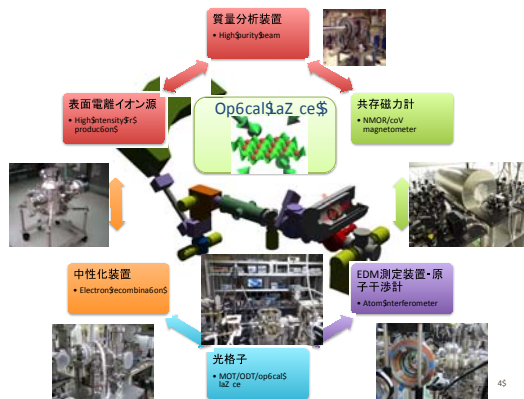 質量分析装置
• High$purity$beam
表面電離イオン源
• High$intensity$Fr$
produc6on$
Op6cal$LaZ ce$
共存磁力計
• NMOR/coV
magnetometer
中性化装置
• Electron$recombina6on$
EDM測定装置・原
子干渉計
• Atom$interferometer
光格子
• MOT/ODT/op6cal$
laZ ce
4$